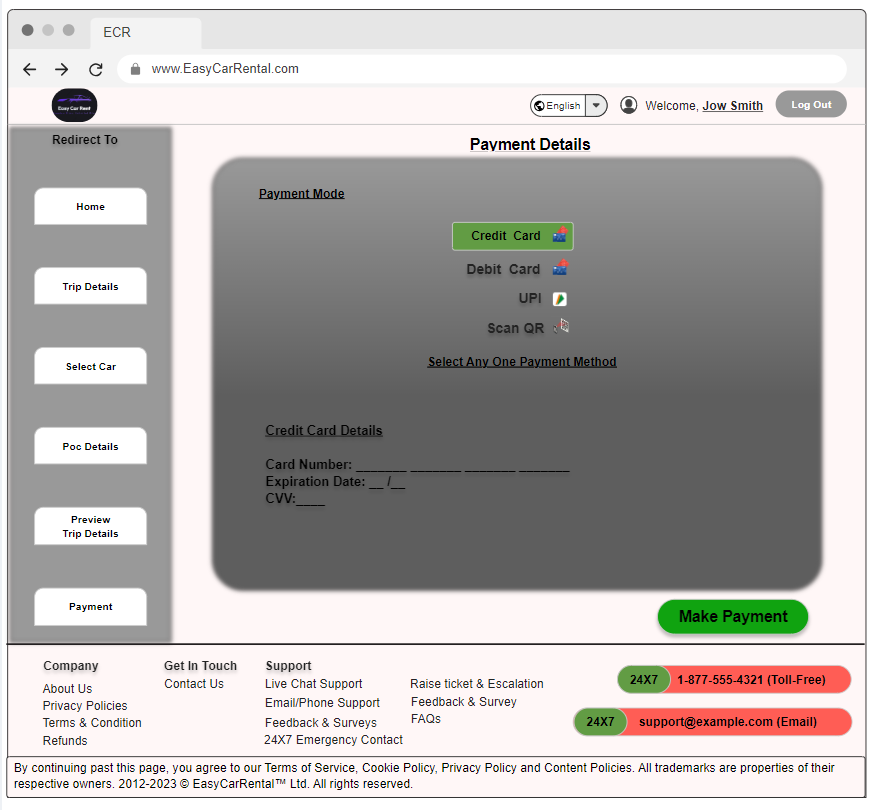 ECR
www.EasyCarRental.com
Easy Car Rent
English
Welcome, Jow Smith
Log Out
Redirect To
Home
Trip Details
Select Car
Poc Details
Preview
Trip Details
Payment
Payment Details
Payment Mode
Credit Card
Debit Card
UPI
Scan QR
Select Any One Payment Method
Credit Card Details
Card Number: _______ _______ _______ _______
Expiration Date: __ /__
CVV:____
Make Payment
Company
About Us
Privacy Policies
Terms & Condition
Refunds
Get In Touch
Contact Us
Support
Live Chat Support
Email/Phone Support
Feedback & Surveys
24X7 Emergency Contact
Raise ticket & Escalation
Feedback & Survey
FAQs
24X7 1-877-555-4321 (Toll-Free)
24X7 support@example.com (Email)
By continuing past this page, you agree to our Terms of Service, Cookie Policy, Privacy Policy and Content Policies. All trademarks are properties of their
respective owners. 2012-2023 © EasyCarRental™ Ltd. All rights reserved.